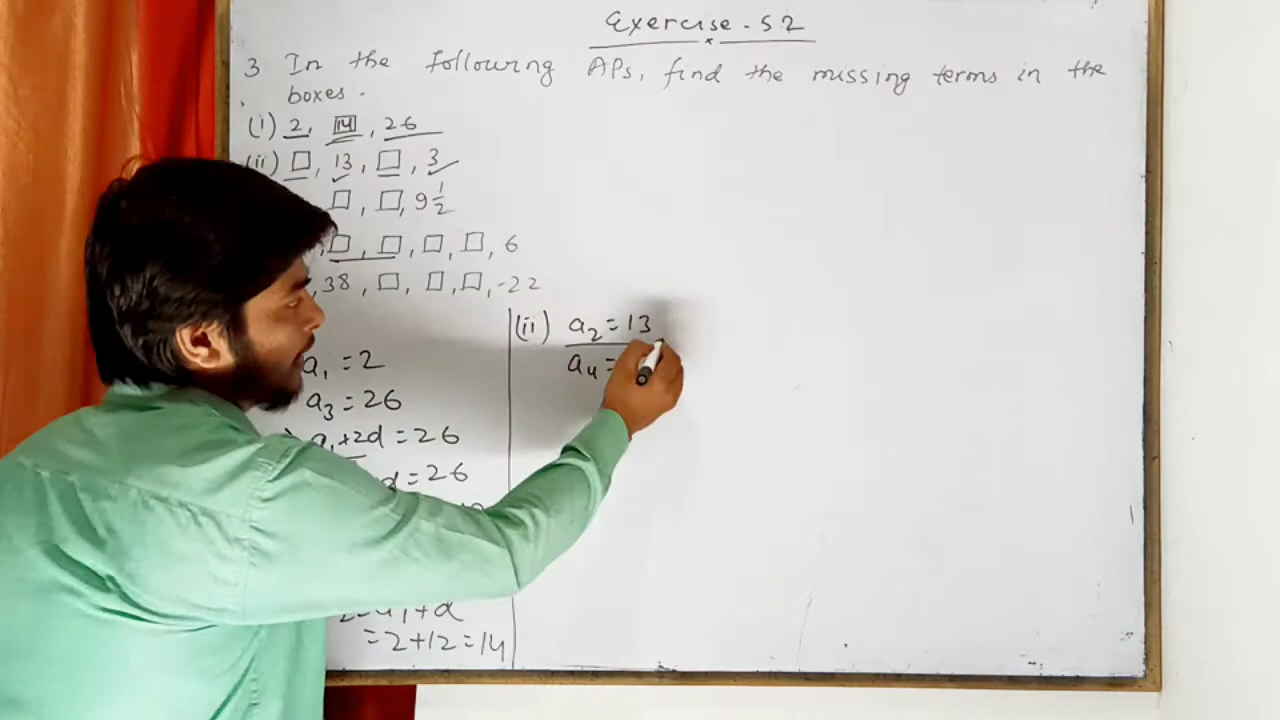 Exercise - 5.2
3 In the following APs, find the missing terms in the
boxes.
(i) 2, 14, 26
(ii) □, 13, □, 3
□, □, 9 1/2
□, □, □, □, 6
, 38, □, □, □, -22
a₁ = 2
a₃ = 26
a₁ + 2d = 26
d = 26
= a₁ + d
= 2 + 12 = 14
(ii) a₂ = 13
a₄ =